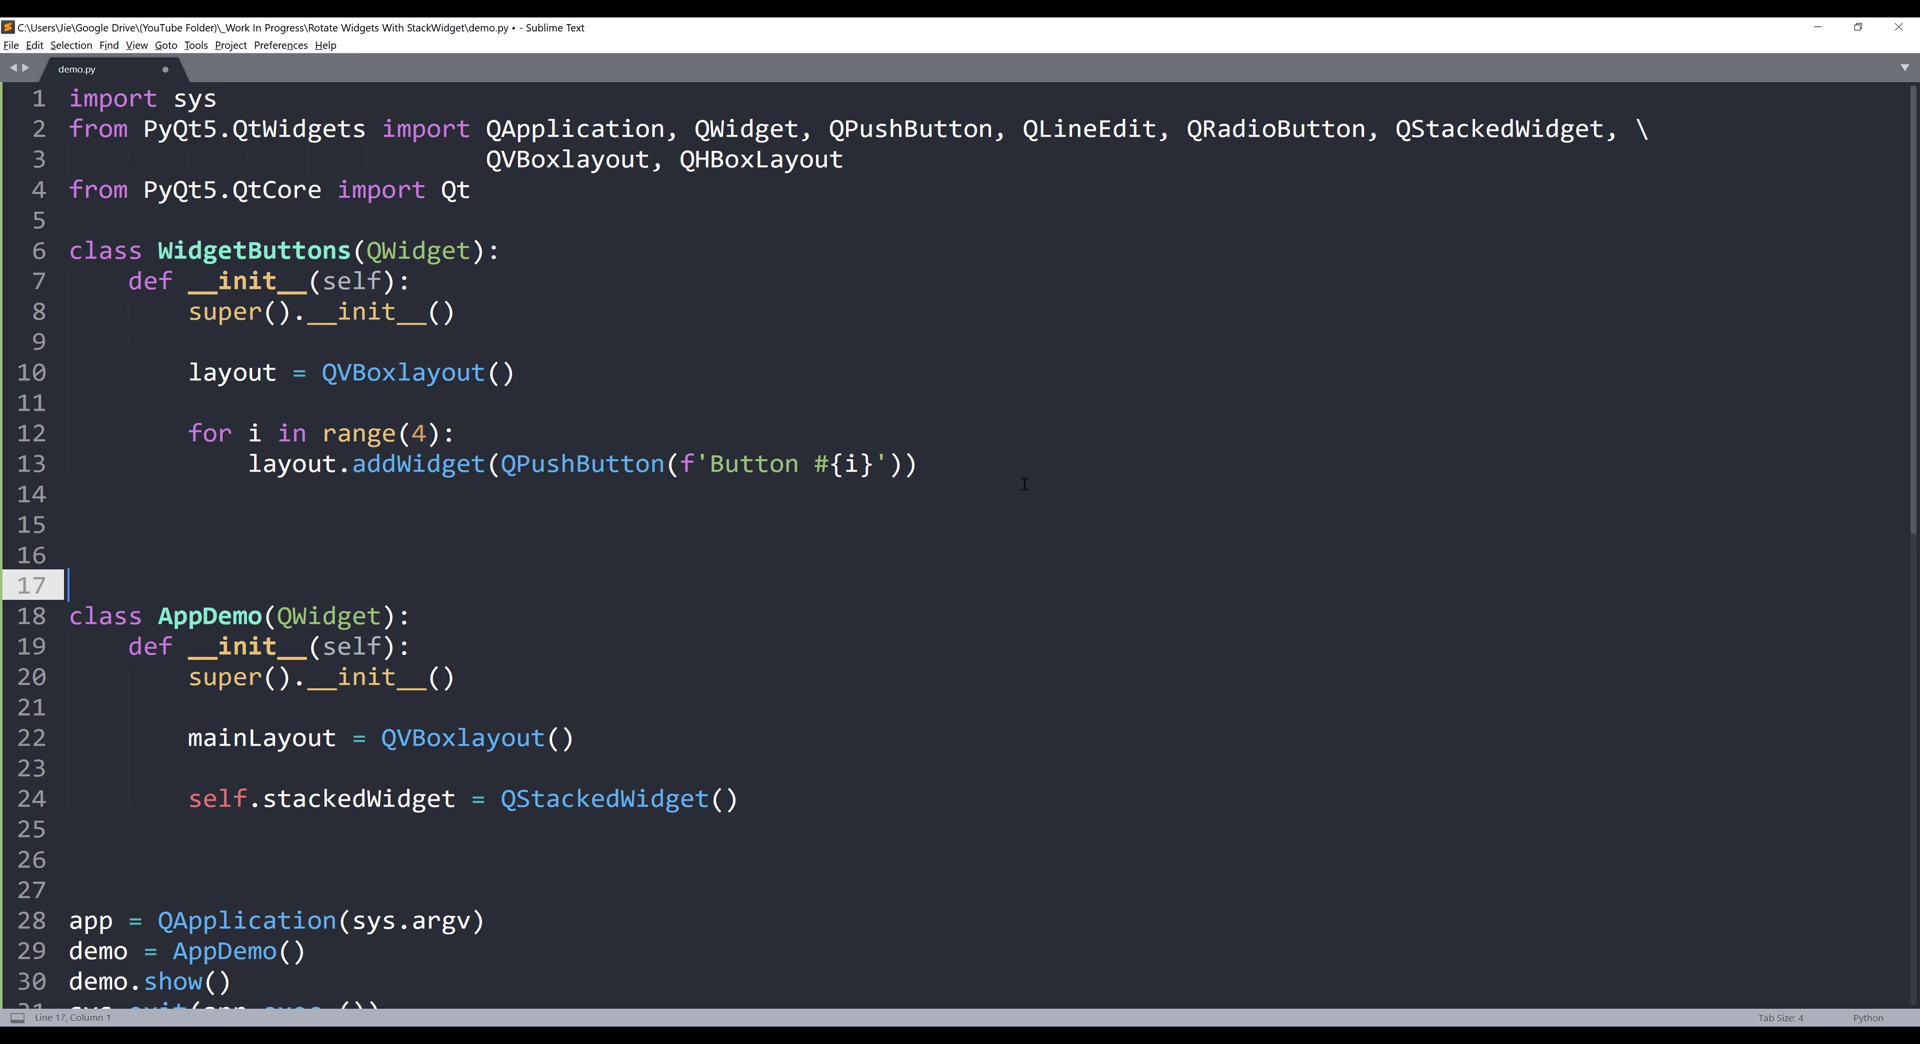 C:\Users\Jie\Google Drive\(YouTube Folder)\_Work In Progress\Rotate Widgets With StackWidget\demo.py • - Sublime Text
File Edit Selection Find View Goto Tools Project Preferences Help
demo.py
1 import sys
2 from PyQt5.QtWidgets import QApplication, QWidget, QPushButton, QLineEdit, QRadioButton, QStackedWidget, \
3 QVBoxlayout, QHBoxLayout
4 from PyQt5.QtCore import Qt
5
6 class WidgetButtons(QWidget):
7 def __init__(self):
8 super().__init__()
9
10 layout = QVBoxlayout()
11
12 for i in range(4):
13 layout.addWidget(QPushButton(f'Button #{i}'))
14
15
16
17
18 class AppDemo(QWidget):
19 def __init__(self):
20 super().__init__()
21
22 mainLayout = QVBoxlayout()
23
24 self.stackedWidget = QStackedWidget()
25
26
27
28 app = QApplication(sys.argv)
29 demo = AppDemo()
30 demo.show()
31 sys.exit(app.exec_())
Line 17, Column 1 Tab Size: 4 Python